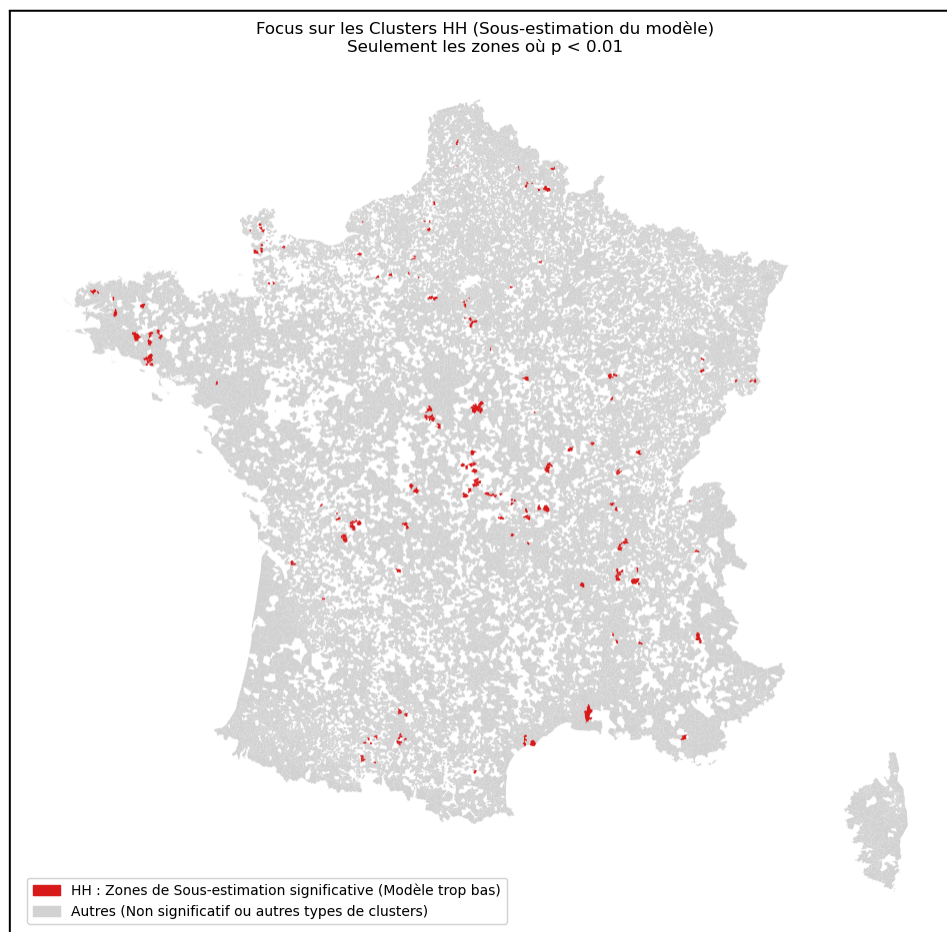 Focus sur les Clusters HH (Sous-estimation du modèle)
Seulement les zones où p < 0.01
HH : Zones de Sous-estimation significative (Modèle trop bas)
Autres (Non significatif ou autres types de clusters)